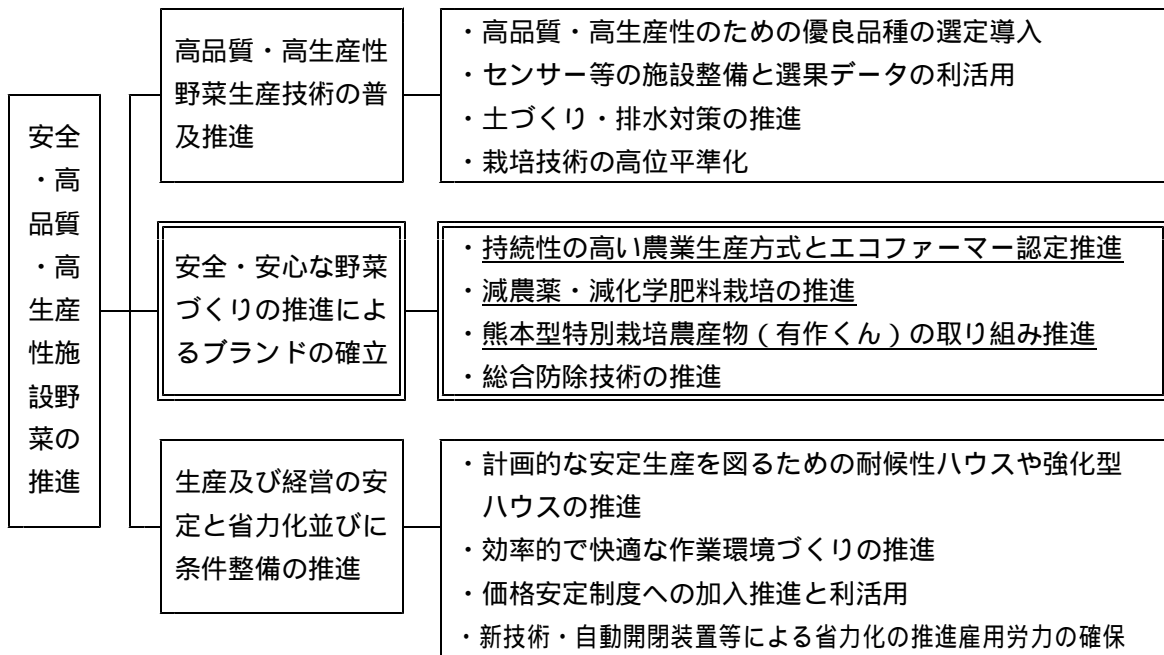 安全
・高
品質
・高
生産
性施
設野
菜の
推進
高品質・高生産性
野菜生産技術の普
及推進
・高品質・高生産性のための優良品種の選定導入
・センサー等の施設整備と選果データの利活用
・土づくり・排水対策の推進
・栽培技術の高位平準化
安全・安心な野菜
づくりの推進によ
るブランドの確立
・持続性の高い農業生産方式とエコファーマー認定推進
・減農薬・減化学肥料栽培の推進
・熊本型特別栽培農産物(有作くん)の取り組み推進
・総合防除技術の推進
生産及び経営の安
定と省力化並びに
条件整備の推進
・計画的な安定生産を図るための耐候性ハウスや強化型
ハウスの推進
・効率的で快適な作業環境づくりの推進
・価格安定制度への加入推進と利活用
・新技術・自動開閉装置等による省力化の推進雇用労力の確保